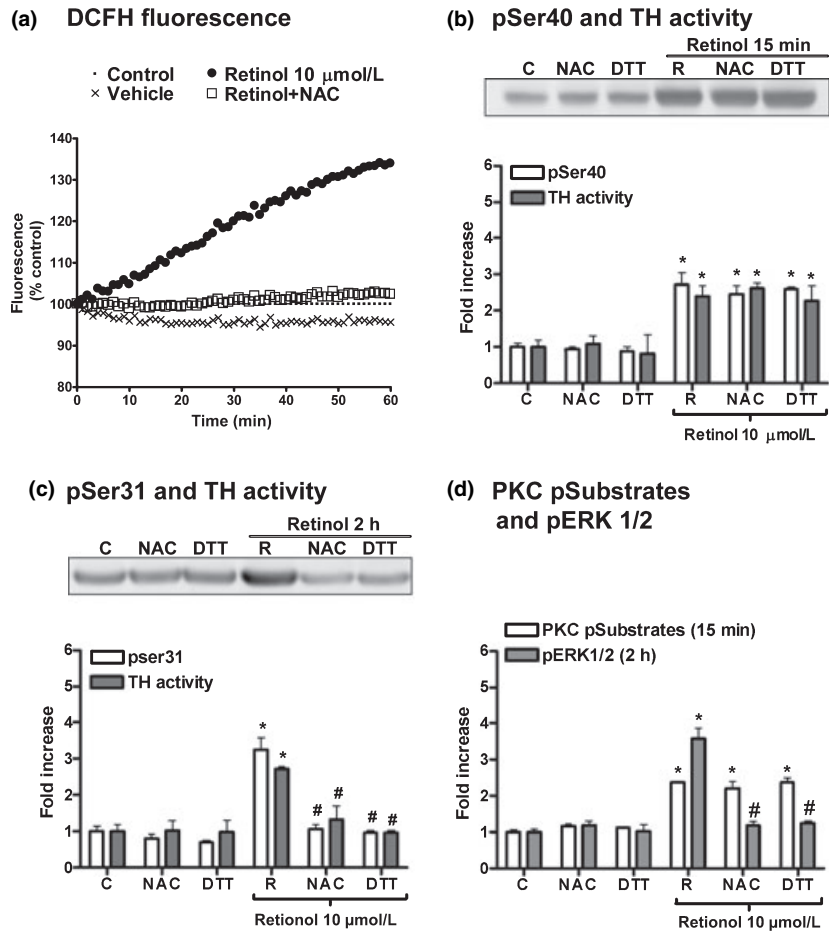 (a) DCFH fluorescence
Control
Retinol 10 μmol/L
Vehicle
Retinol+NAC
Fluorescence
(% control)
140
130
120
110
100
90
80
0 10 20 30 40 50 60
Time (min)
(b) pSer40 and TH activity
Retinol 15 min
C NAC DTT R NAC DTT
pSer40
TH activity
Fold increase
6
5
4
3
2
1
0
* * * * * *
C NAC DTT R NAC DTT
Retinol 10 μmol/L
(c) pSer31 and TH activity
Retinol 2 h
C NAC DTT R NAC DTT
pser31
TH activity
Fold increase
6
5
4
3
2
1
0
* * # # # #
C NAC DTT R NAC DTT
Retionol 10 μmol/L
(d) PKC pSubstrates
and pERK 1/2
PKC pSubstrates (15 min)
pERK1/2 (2 h)
Fold increase
6
5
4
3
2
1
0
* * * # * #
C NAC DTT R NAC DTT
Retionol 10 μmol/L